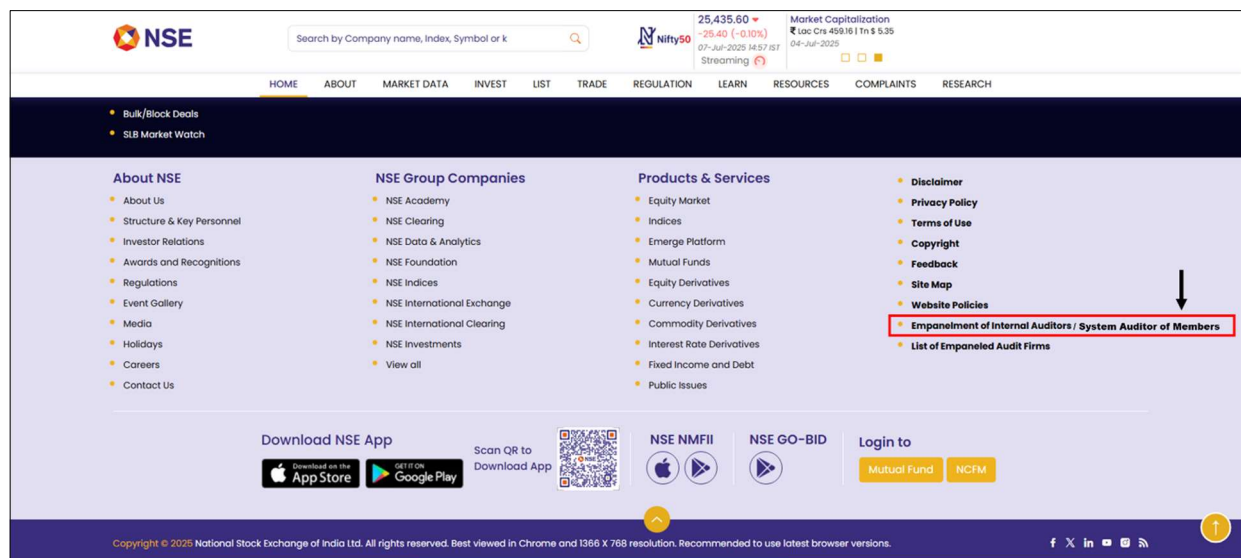 NSE
Search by Company name, Index, Symbol or k
Nifty50
25,435.60
-25.40 (-0.10%)
07-Jul-2025 14:57 IST
Streaming
Market Capitalization
₹ Lac Crs 459.16 | Tn $ 5.35
04-Jul-2025
HOME ABOUT MARKET DATA INVEST LIST TRADE REGULATION LEARN RESOURCES COMPLAINTS RESEARCH
Bulk/Block Deals
SLB Market Watch
About NSE
About Us
Structure & Key Personnel
Investor Relations
Awards and Recognitions
Regulations
Event Gallery
Media
Holidays
Careers
Contact Us
NSE Group Companies
NSE Academy
NSE Clearing
NSE Data & Analytics
NSE Foundation
NSE Indices
NSE International Exchange
NSE International Clearing
NSE Investments
View all
Products & Services
Equity Market
Indices
Emerge Platform
Mutual Funds
Equity Derivatives
Currency Derivatives
Commodity Derivatives
Interest Rate Derivatives
Fixed Income and Debt
Public Issues
Disclaimer
Privacy Policy
Terms of Use
Copyright
Feedback
Site Map
Website Policies
Empanelment of Internal Auditors / System Auditor of Members
List of Empaneled Audit Firms
Download NSE App
Download on the
App Store
GET IT ON
Google Play
Scan QR to
Download App
NSE
NSE NMFII
NSE GO-BID
Login to
Mutual Fund
NCFM
Copyright © 2025 National Stock Exchange of India Ltd. All rights reserved. Best viewed in Chrome and 1366 X 768 resolution. Recommended to use latest browser versions.